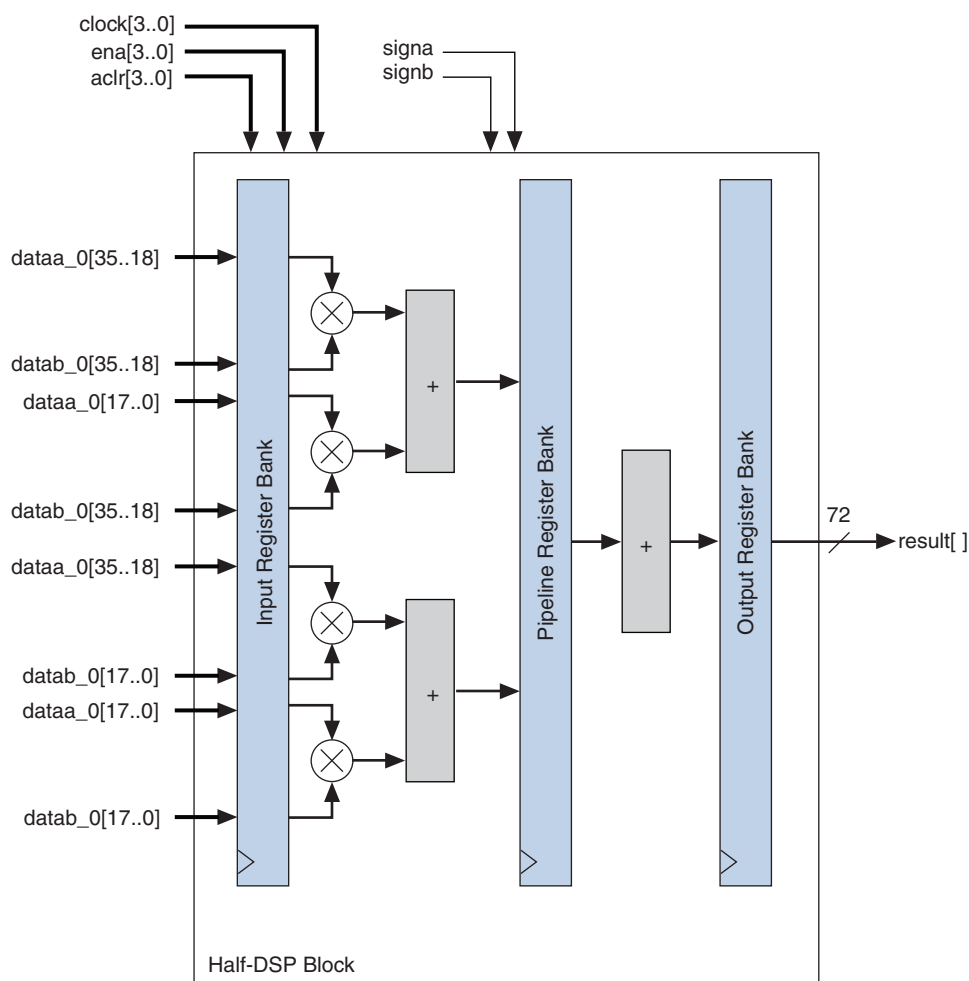 clock[3..0]
ena[3..0]
aclr[3..0]
signa
signb
dataa_0[35..18]
datab_0[35..18]
dataa_0[17..0]
datab_0[35..18]
dataa_0[35..18]
datab_0[17..0]
dataa_0[17..0]
datab_0[17..0]
Input Register Bank
+
+
Pipeline Register Bank
+
Output Register Bank
72
result[ ]
Half-DSP Block